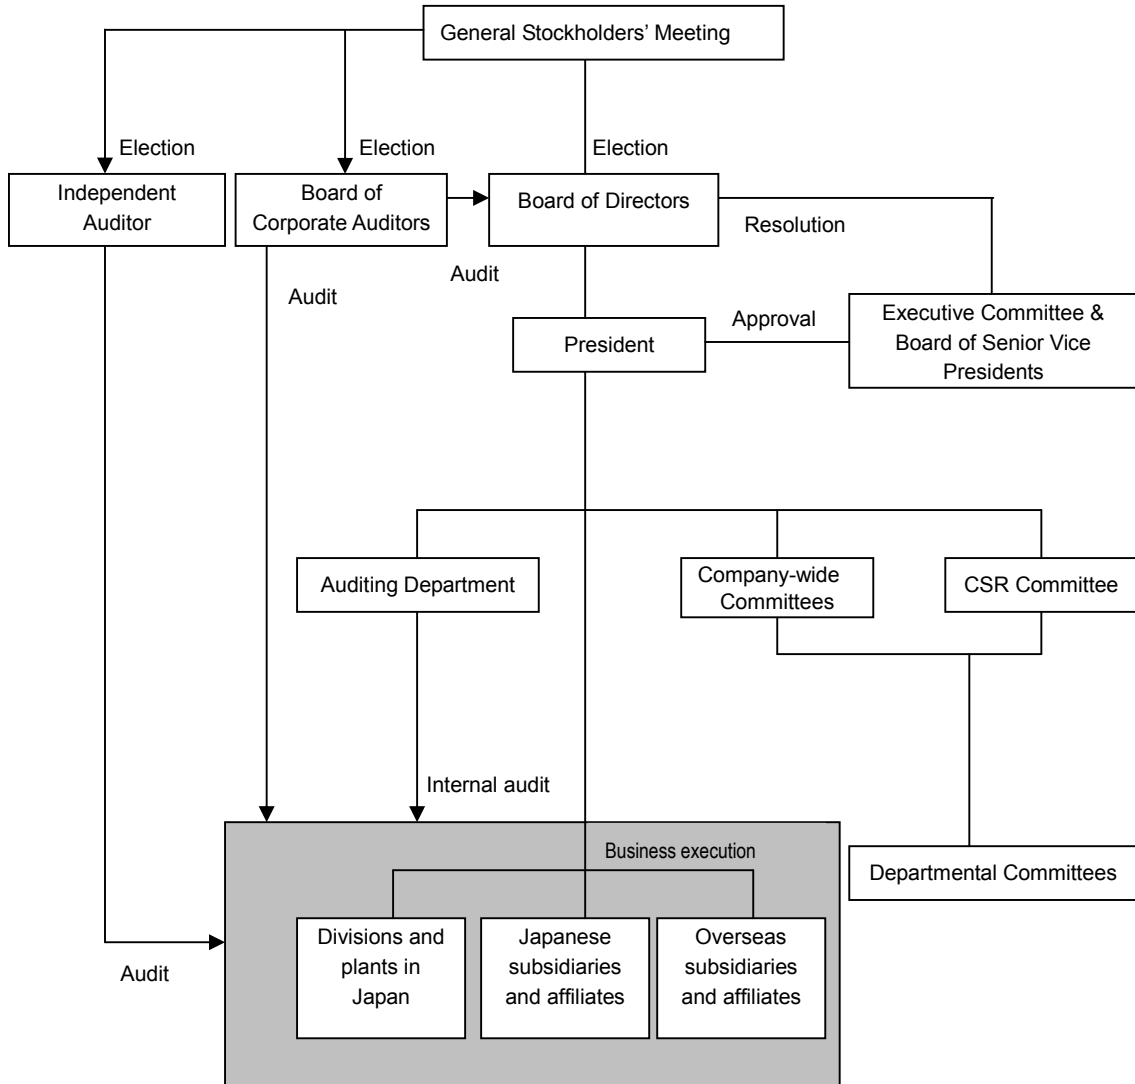 General Stockholders’ Meeting
Election
Election
Election
Independent
Auditor
Board of
Corporate Auditors
Board of Directors
Resolution
Audit
Audit
Executive Committee &
Board of Senior Vice
Presidents
Approval
President
Auditing Department
Company-wide
Committees
CSR Committee
Internal audit
Business execution
Departmental Committees
Divisions and
plants in
Japan
Japanese
subsidiaries
and affiliates
Overseas
subsidiaries
and affiliates
Audit